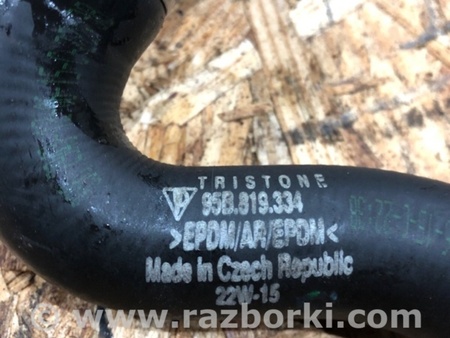 TRISTONE
95B.819.334
>EPDM/AR/EPDM<
Made in Czech Republic
22W-15
www.razborki.com